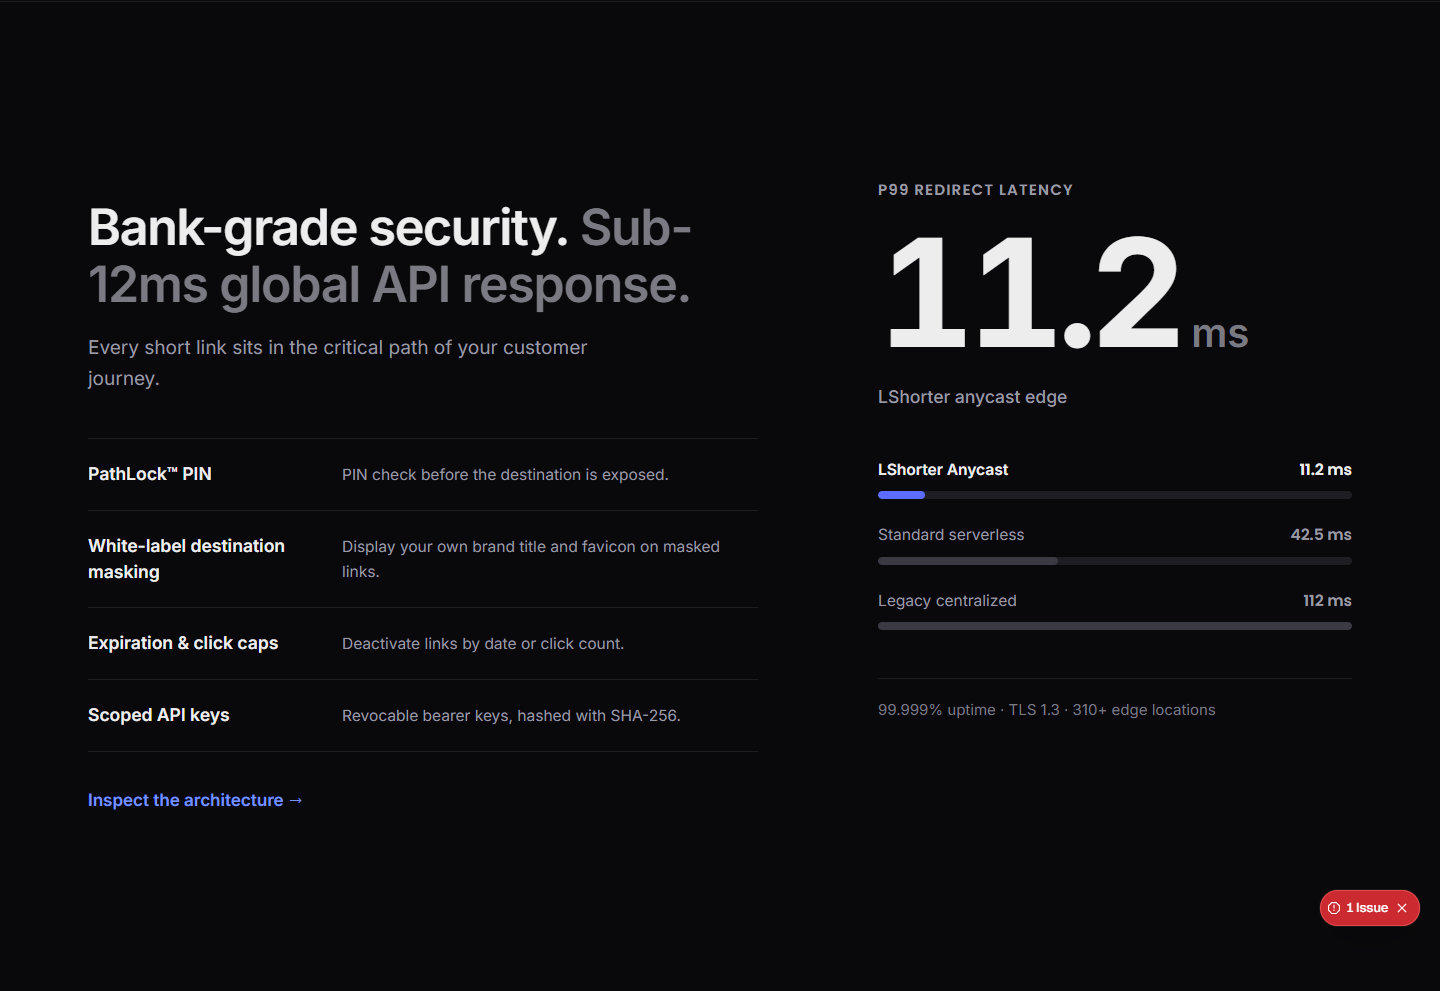 Bank-grade security. Sub-
12ms global API response.
Every short link sits in the critical path of your customer
journey.
PathLock™ PIN
PIN check before the destination is exposed.
White-label destination
masking
Display your own brand title and favicon on masked
links.
Expiration & click caps
Deactivate links by date or click count.
Scoped API keys
Revocable bearer keys, hashed with SHA-256.
Inspect the architecture →
P99 REDIRECT LATENCY
11.2 ms
LShorter anycast edge
LShorter Anycast 11.2 ms
Standard serverless 42.5 ms
Legacy centralized 112 ms
99.999% uptime · TLS 1.3 · 310+ edge locations
1 Issue